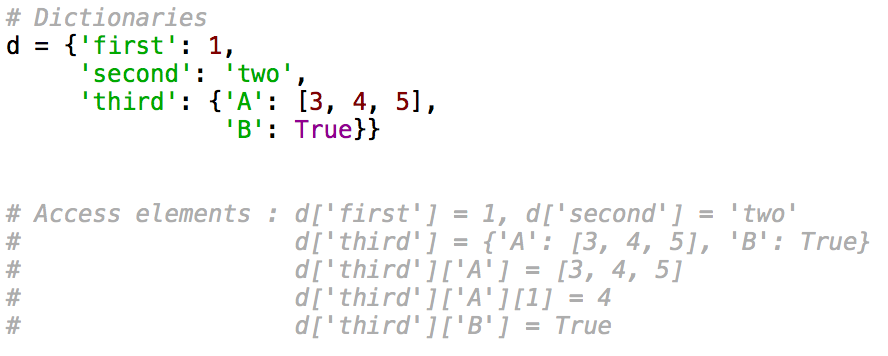 # Dictionaries
d = {'first': 1,
     'second': 'two',
     'third': {'A': [3, 4, 5],
               'B': True}}
# Access elements : d['first'] = 1, d['second'] = 'two'
#                   d['third'] = {'A': [3, 4, 5], 'B': True}
#                   d['third']['A'] = [3, 4, 5]
#                   d['third']['A'][1] = 4
#                   d['third']['B'] = True